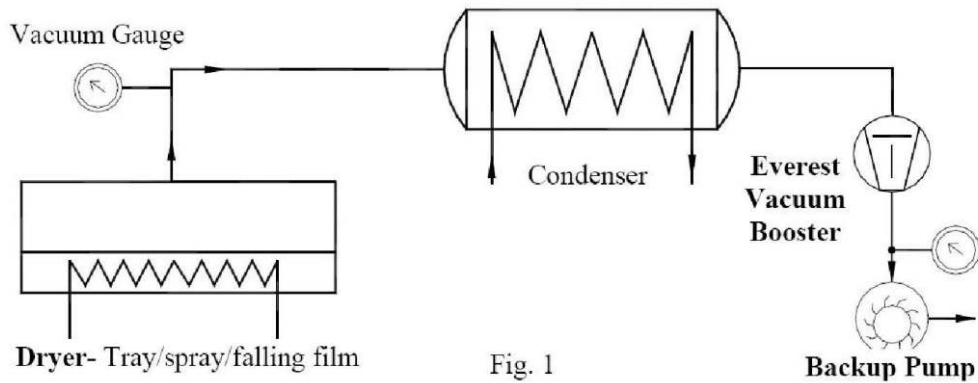 Vacuum Gauge
Condenser
Everest
Vacuum
Booster
Dryer- Tray/spray/falling film
Fig. 1
Backup Pump